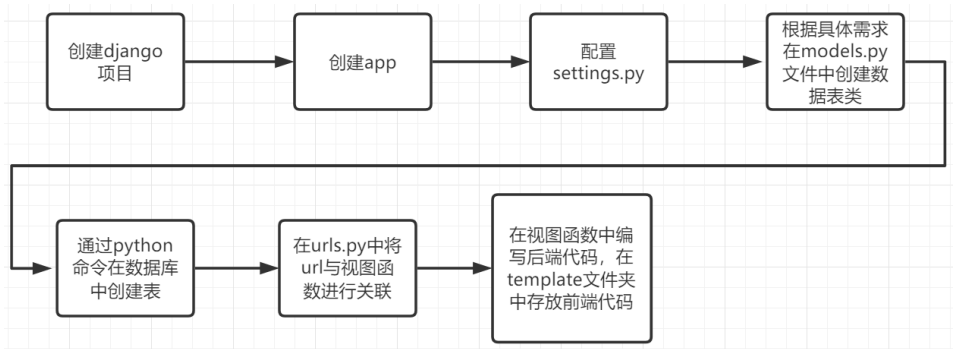 创建django
项目
创建app
配置
settings.py
根据具体需求
在models.py
文件中创建数
据表类
通过python
命令在数据库
中创建表
在urls.py中将
url与视图函
数进行关联
在视图函数中编
写后端代码，在
template文件夹
中存放前端代码